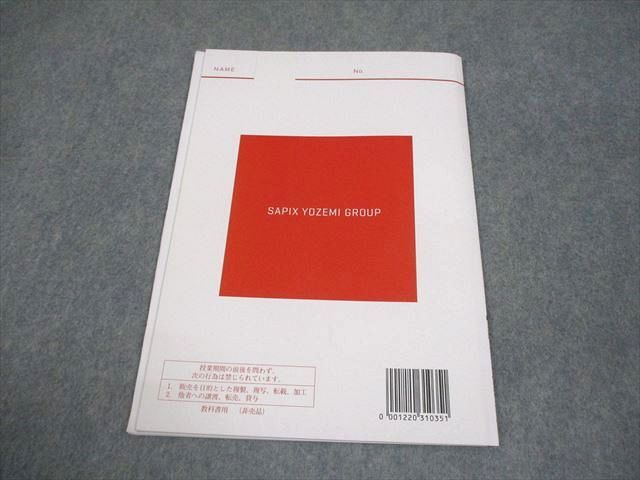 NAME
No.
SAPIX YOZEMI GROUP
授業期間の前後を問わず、
次の行為は禁じられています。
1. 販売を目的とした複製、複写、転載、加工
2. 他者への譲渡、転売、貸与
教科書用 (非売品)
0 001220 310351